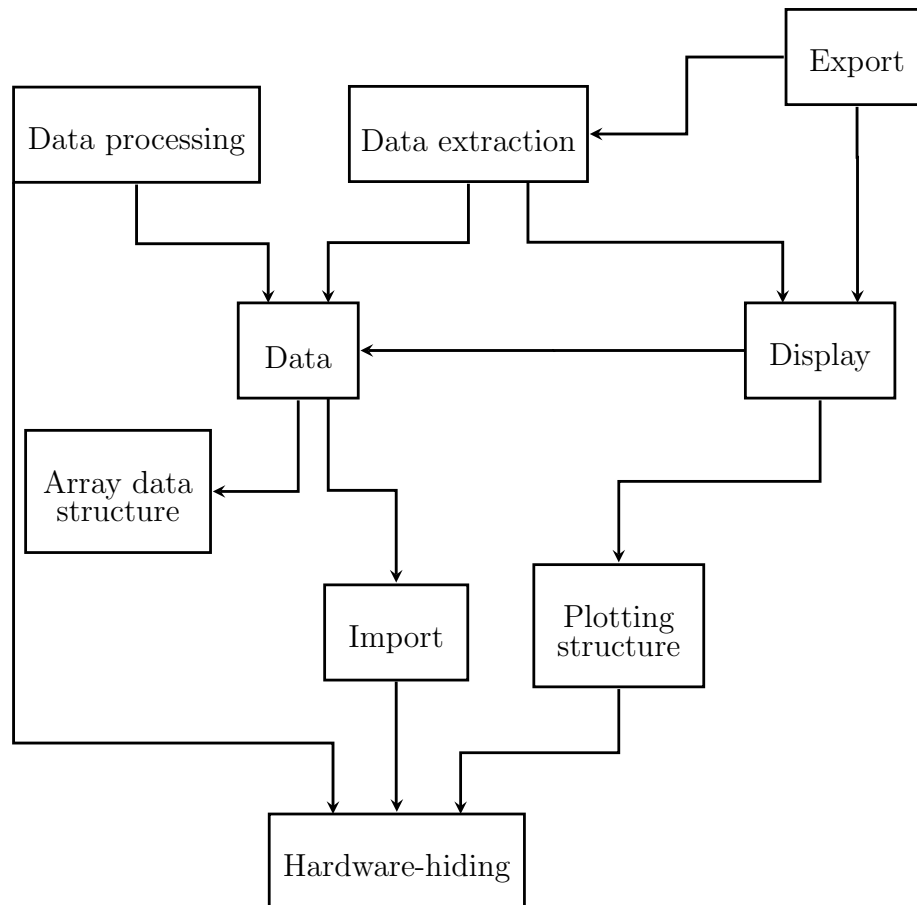 Export
Data processing
Data extraction
Data
Display
Array data
structure
Import
Plotting
structure
Hardware-hiding